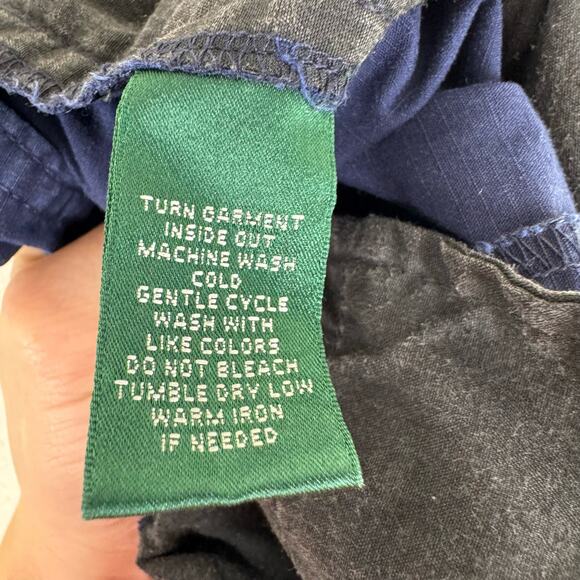 TURN GARMENT
INSIDE OUT
MACHINE WASH
COLD
GENTLE CYCLE
WASH WITH
LIKE COLORS
DO NOT BLEACH
TUMBLE DRY LOW
WARM IRON
IF NEEDED